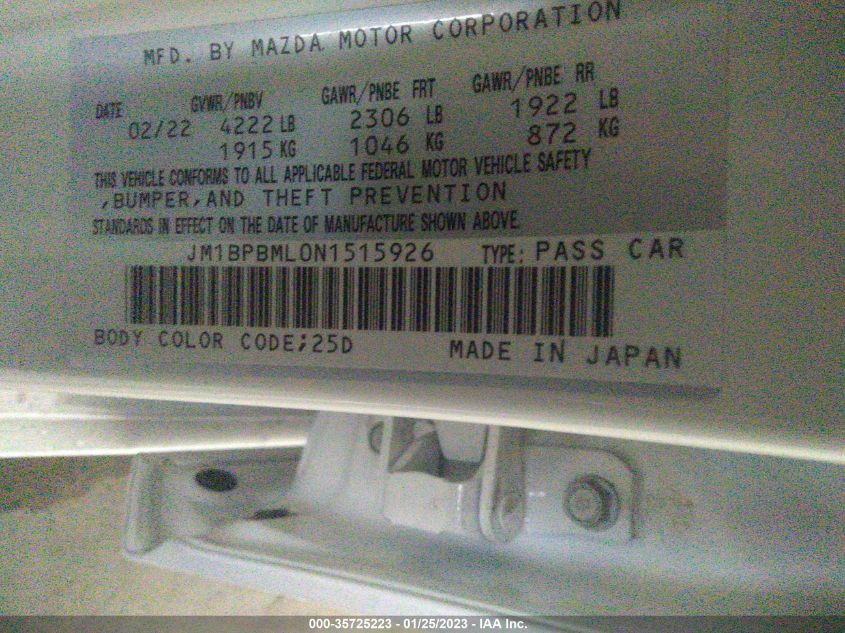 MFD. BY MAZDA MOTOR CORPORATION
DATE GVWR/PNBV GAWR/PNBE FRT GAWR/PNBE RR
02/22 4222 LB 2306 LB 1922 LB
1915 KG 1046 KG 872 KG
THIS VEHICLE CONFORMS TO ALL APPLICABLE FEDERAL MOTOR VEHICLE SAFETY
,BUMPER,AND THEFT PREVENTION
STANDARDS IN EFFECT ON THE DATE OF MANUFACTURE SHOWN ABOVE.
JM1BPBML0N1515926 TYPE: PASS CAR
BODY COLOR CODE;25D MADE IN JAPAN
000-35725223 - 01/25/2023 - IAA Inc.